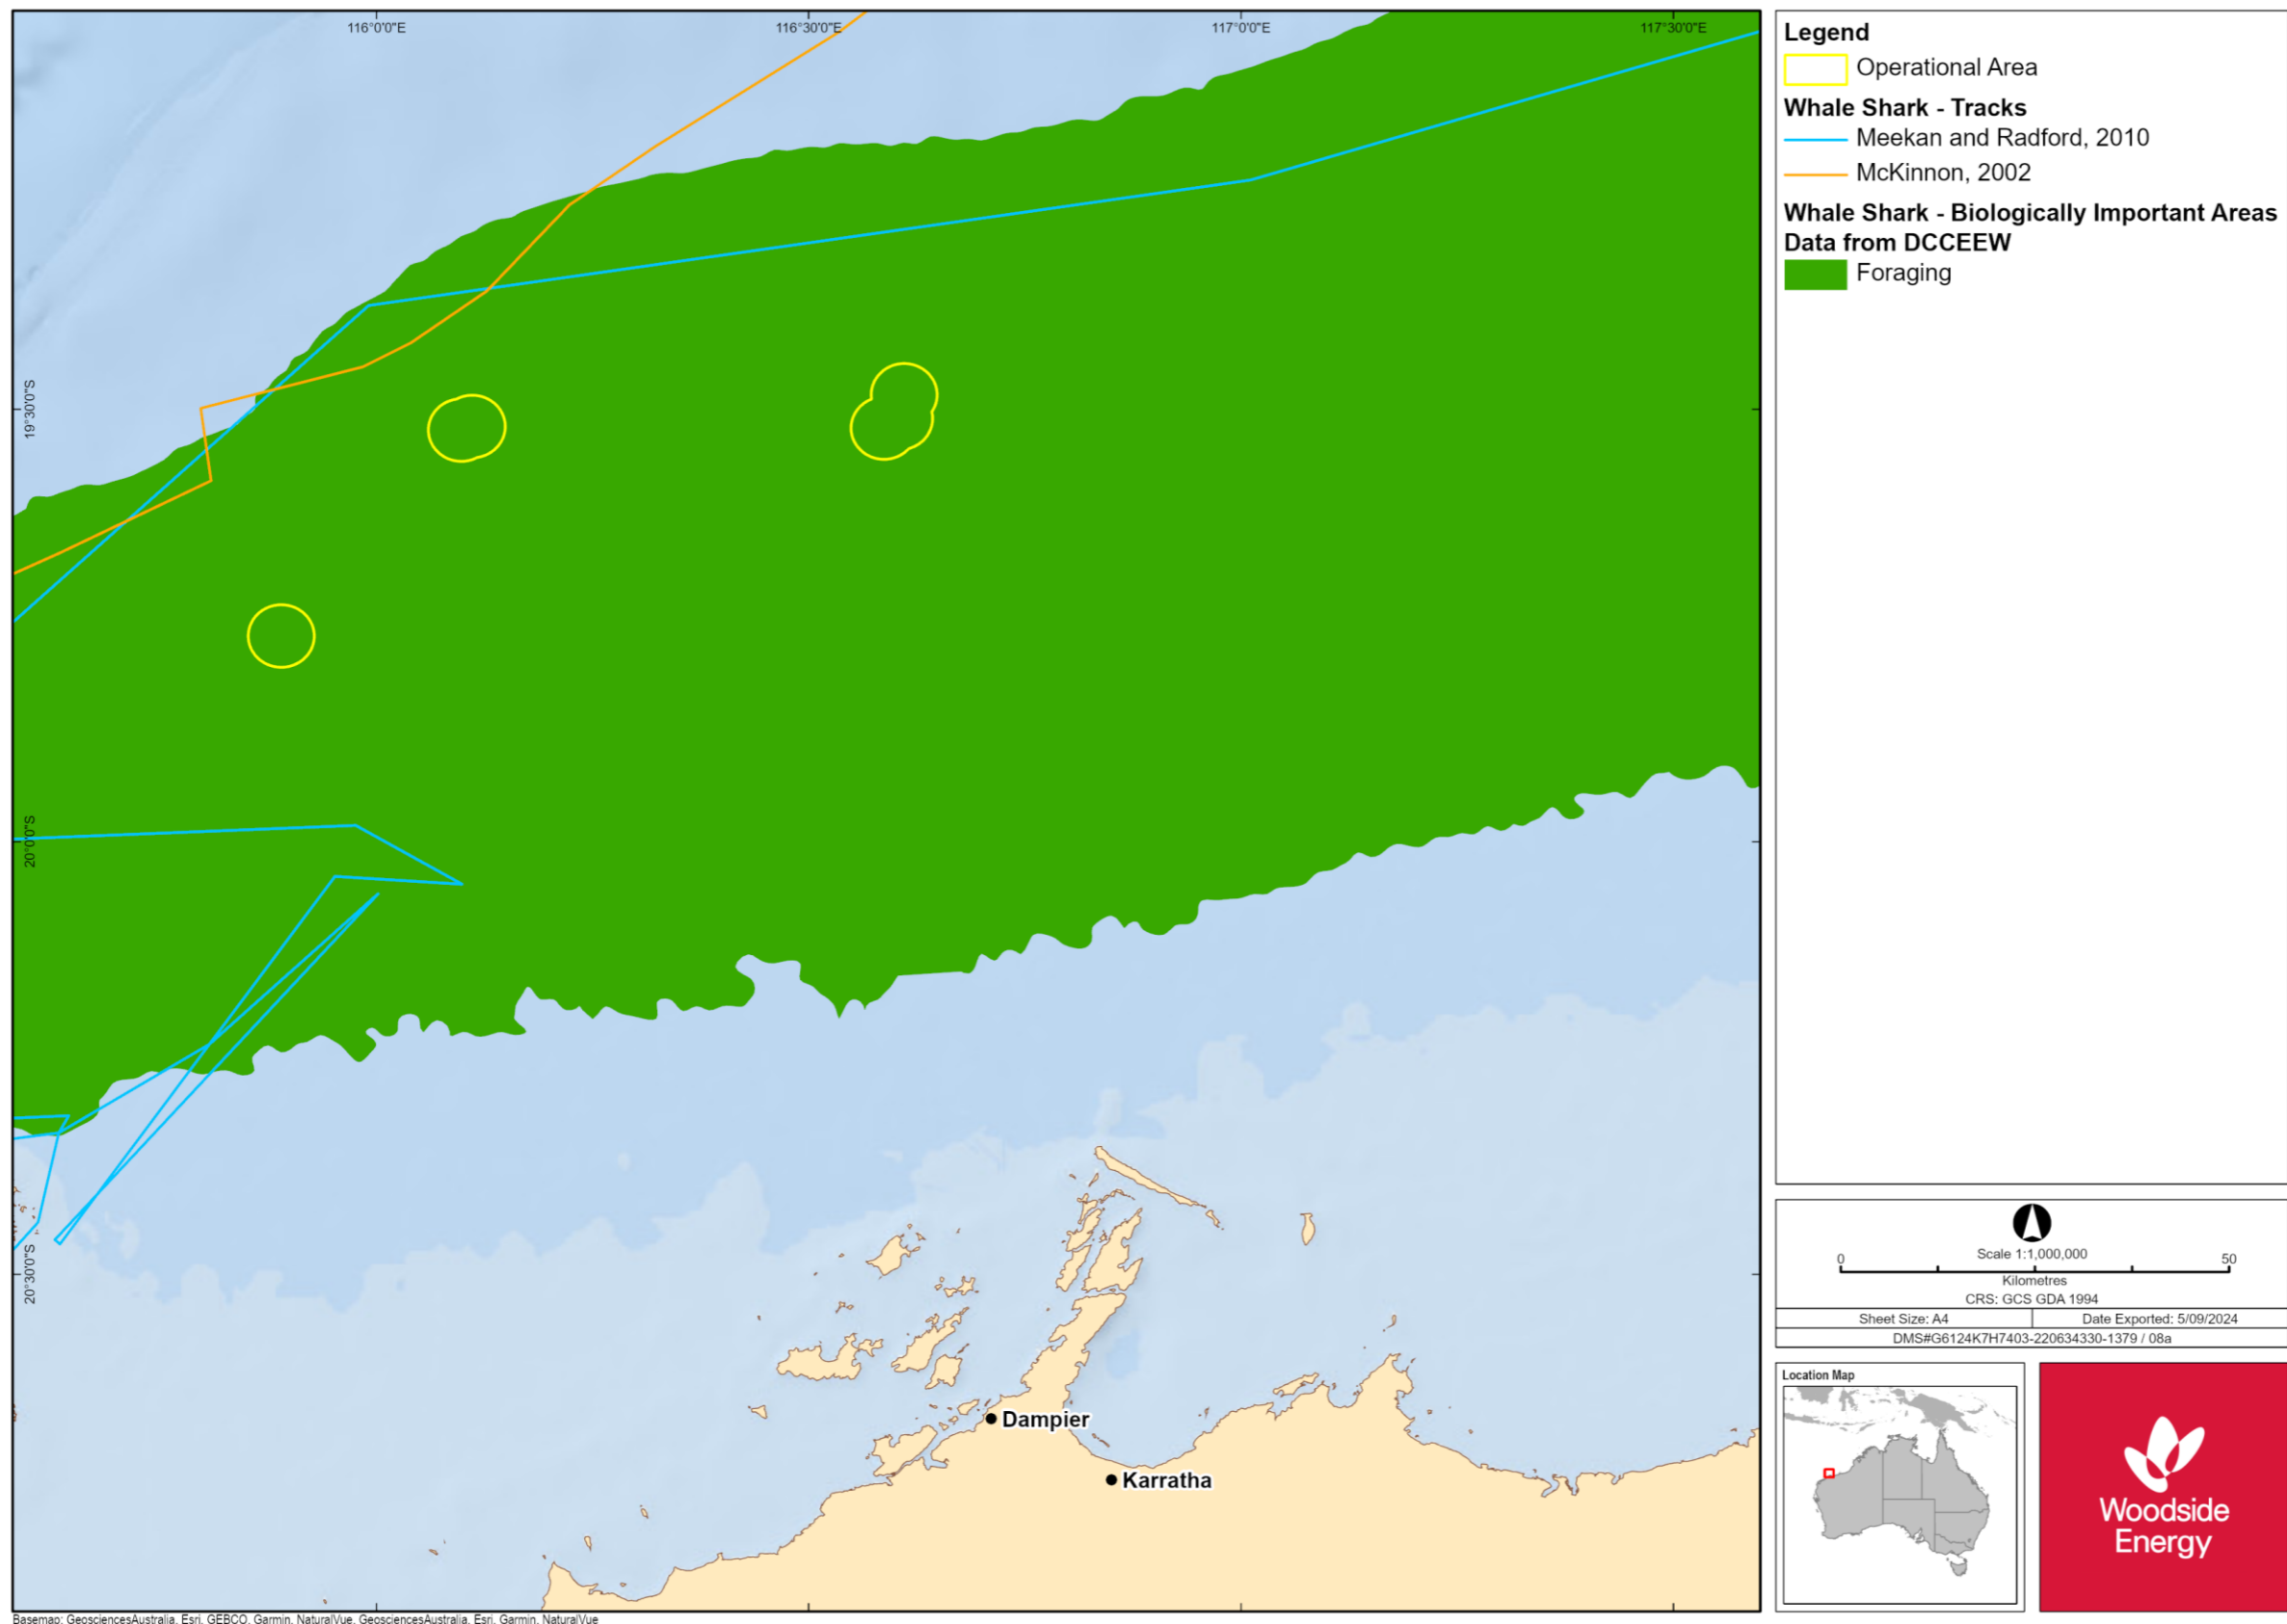 116°0'0"E
116°30'0"E
117°0'0"E
117°30'0"E
19°30'0"S
20°0'0"S
20°30'0"S
Dampier
Karratha
Basemap: GeosciencesAustralia, Esri, GEBCO, Garmin, NaturalVue, GeosciencesAustralia, Esri, Garmin, NaturalVue
Legend
Operational Area
Whale Shark - Tracks
Meekan and Radford, 2010
McKinnon, 2002
Whale Shark - Biologically Important Areas
Data from DCCEEW
Foraging
Scale 1:1,000,000
0
50
Kilometres
CRS: GCS GDA 1994
Sheet Size: A4
Date Exported: 5/09/2024
DMS#G6124K7H7403-220634330-1379 / 08a
Location Map
Woodside
Energy